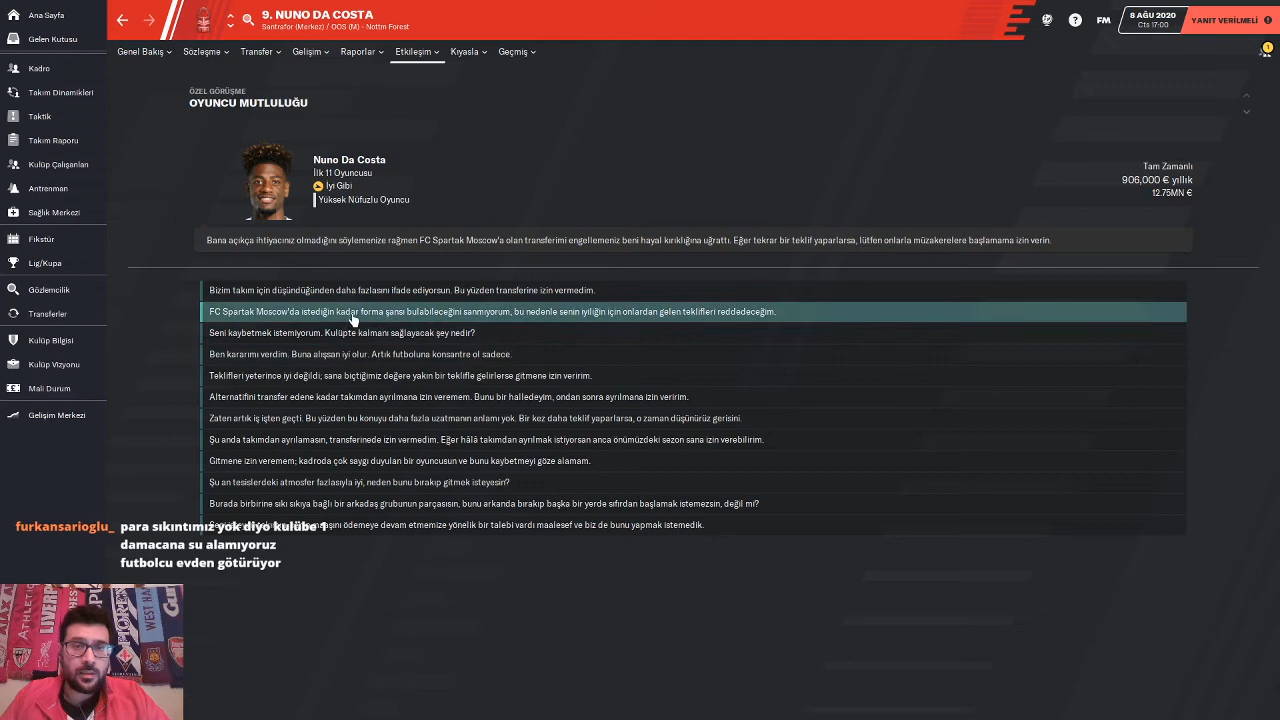 9. NUNO DA COSTA
Santrafor (Merkez) / OOS (M) - Nottm Forest
FM
8 AĞU 2020
Cts 17:00
YANIT VERİLMELİ
1
Genel Bakış
Sözleşme
Transfer
Gelişim
Raporlar
Etkileşim
Kıyasla
Geçmiş
Ana Sayfa
Gelen Kutusu
Kadro
Takım Dinamikleri
Taktik
Takım Raporu
Kulüp Çalışanları
Antrenman
Sağlık Merkezi
Fikstür
Lig/Kupa
Gözlemcilik
Transferler
Kulüp Bilgisi
Kulüp Vizyonu
Mali Durum
Gelişim Merkezi
ÖZEL GÖRÜŞME
OYUNCU MUTLULUĞU
Nuno Da Costa
İlk 11 Oyuncusu
İyi Gibi
Yüksek Nüfuzlu Oyuncu
Tam Zamanlı
906,000 € yıllık
12.75MN €
Bana açıkça ihtiyacınız olmadığını söylemenize rağmen FC Spartak Moscow'a olan transferimi engellemeniz beni hayal kırıklığına uğrattı. Eğer tekrar bir teklif yaparlarsa, lütfen onlarla müzakerelere başlamama izin verin.
Bizim takım için düşündüğünden daha fazlasını ifade ediyorsun. Bu yüzden transferine izin vermedim.
FC Spartak Moscow'da istediğin kadar forma şansı bulabileceğini sanmıyorum, bu nedenle senin iyiliğin için onlardan gelen teklifleri reddedeceğim.
Seni kaybetmek istemiyorum. Kulüpte kalmanı sağlayacak şey nedir?
Ben kararımı verdim. Buna alışsan iyi olur. Artık futboluna konsantre ol sadece.
Teklifleri yeterince iyi değildi; sana biçtiğimiz değere yakın bir teklifle gelirlerse gitmene izin veririm.
Alternatifini transfer edene kadar takımdan ayrılmana izin veremem. Bunu bir halledeyim, ondan sonra ayrılmana izin veririm.
Zaten artık iş işten geçti. Bu yüzden bu konuyu daha fazla uzatmanın anlamı yok. Bir kez daha teklif yaparlarsa, o zaman düşünürüz gerisini.
Şu anda takımdan ayrılmasın, transferinede izin vermedim. Eğer hâlâ takımdan ayrılmak istiyorsan anca önümüzdeki sezon sana izin verebilirim.
Gitmene izin veremem; kadroda çok saygı duyulan bir oyuncusun ve bunu kaybetmeyi göze alamam.
Şu an tesislerdeki atmosfer fazlasıyla iyi, neden bunu bırakıp gitmek isteyesin?
Burada birbirine sıkı sıkıya bağlı bir arkadaş grubunun parçasısın, bunu arkanda bırakıp başka bir yerde sıfırdan başlamak istemezsin, değil mi?
ödemeye devam etmemize yönelik bir talebi vardı maalesef ve biz de bunu yapmak istemedik.
furkansarioglu_ para sıkıntımız yok diyo kulübe 1
damacana su alamıyoruz
futbolcu evden götürüyor
LIVERPOOL
WEST HA